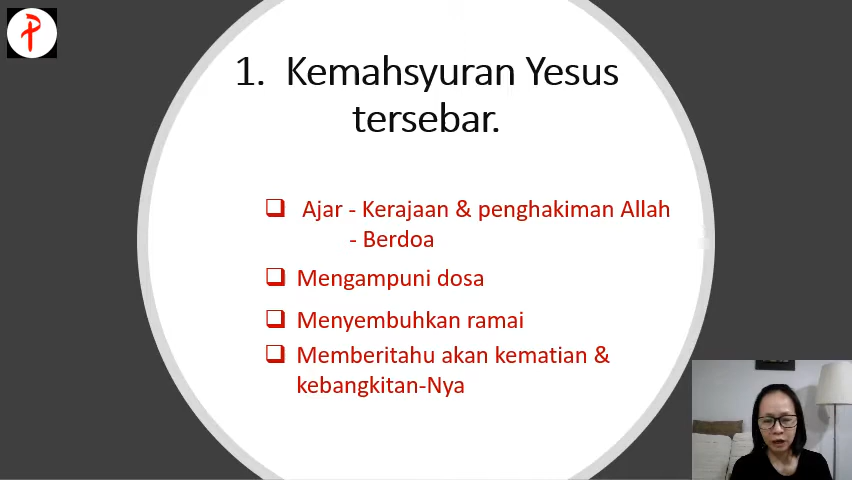 1. Kemahsyuran Yesus
tersebar.
❑ Ajar - Kerajaan & penghakiman Allah
- Berdoa
❑ Mengampuni dosa
❑ Menyembuhkan ramai
❑ Memberitahu akan kematian &
kebangkitan-Nya